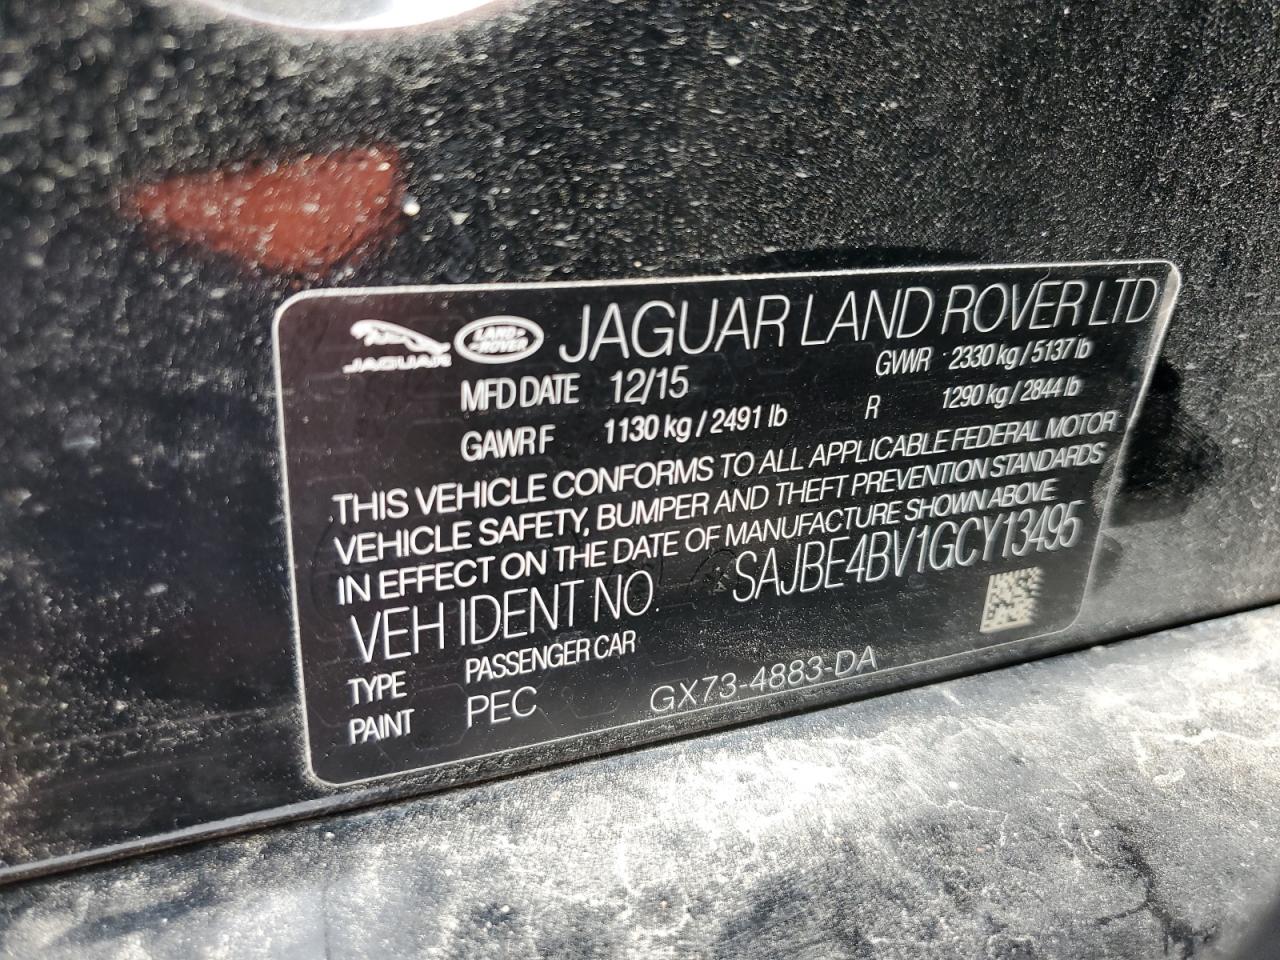 JAGUAR LAND ROVER JAGUAR LAND ROVER LTD
MFD DATE 12/15 GVWR 2330 kg / 5137 lb
GAWR F 1130 kg / 2491 lb R 1290 kg / 2844 lb
THIS VEHICLE CONFORMS TO ALL APPLICABLE FEDERAL MOTOR
VEHICLE SAFETY, BUMPER AND THEFT PREVENTION STANDARDS
IN EFFECT ON THE DATE OF MANUFACTURE SHOWN ABOVE
VEH IDENT NO. SAJBE4BV1GCY13495
TYPE PASSENGER CAR
PAINT PEC GX73-4883-DA